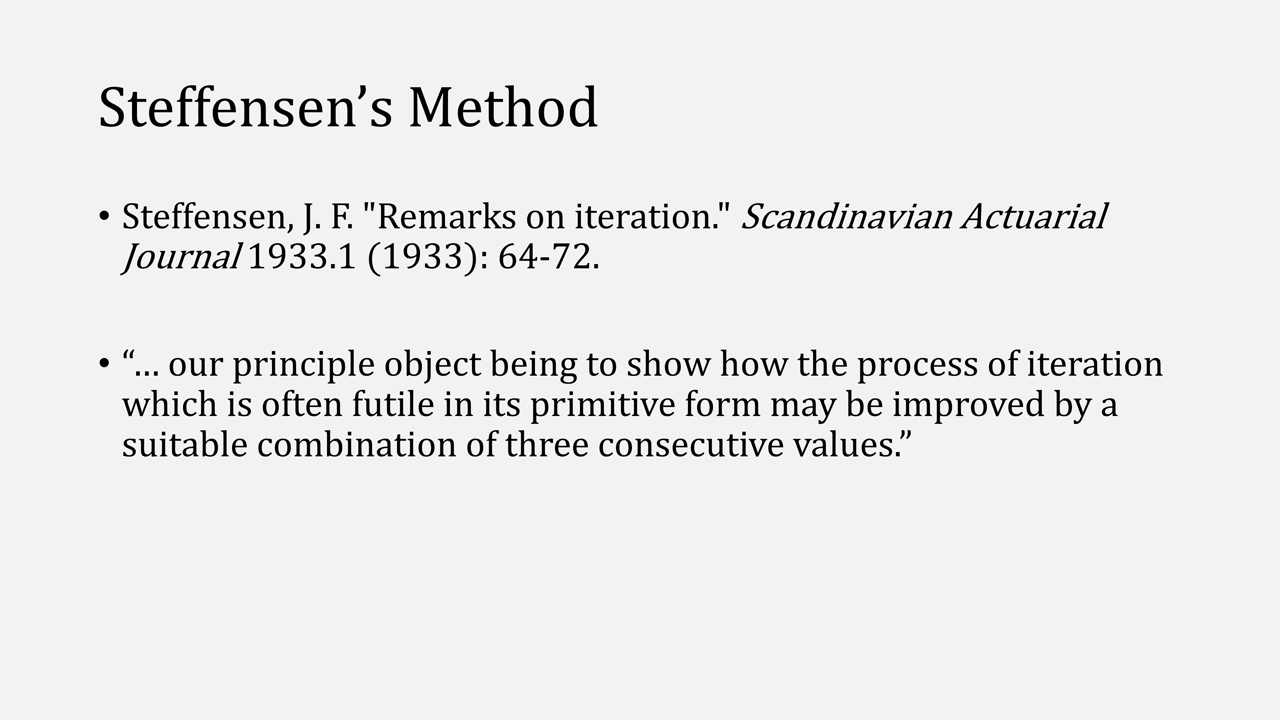 Steffensen’s Method
• Steffensen, J. F. "Remarks on iteration." Scandinavian Actuarial
Journal 1933.1 (1933): 64-72.
• “… our principle object being to show how the process of iteration
which is often futile in its primitive form may be improved by a
suitable combination of three consecutive values.”